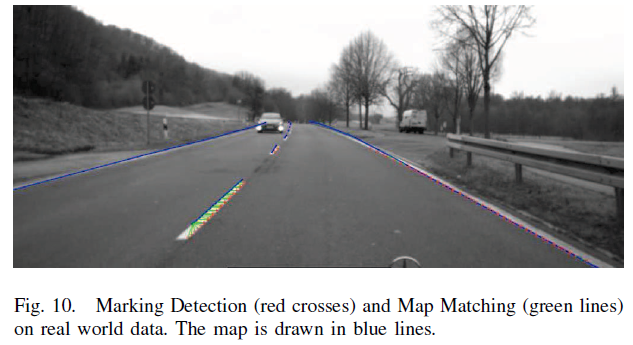 Fig. 10. Marking Detection (red crosses) and Map Matching (green lines)
on real world data. The map is drawn in blue lines.